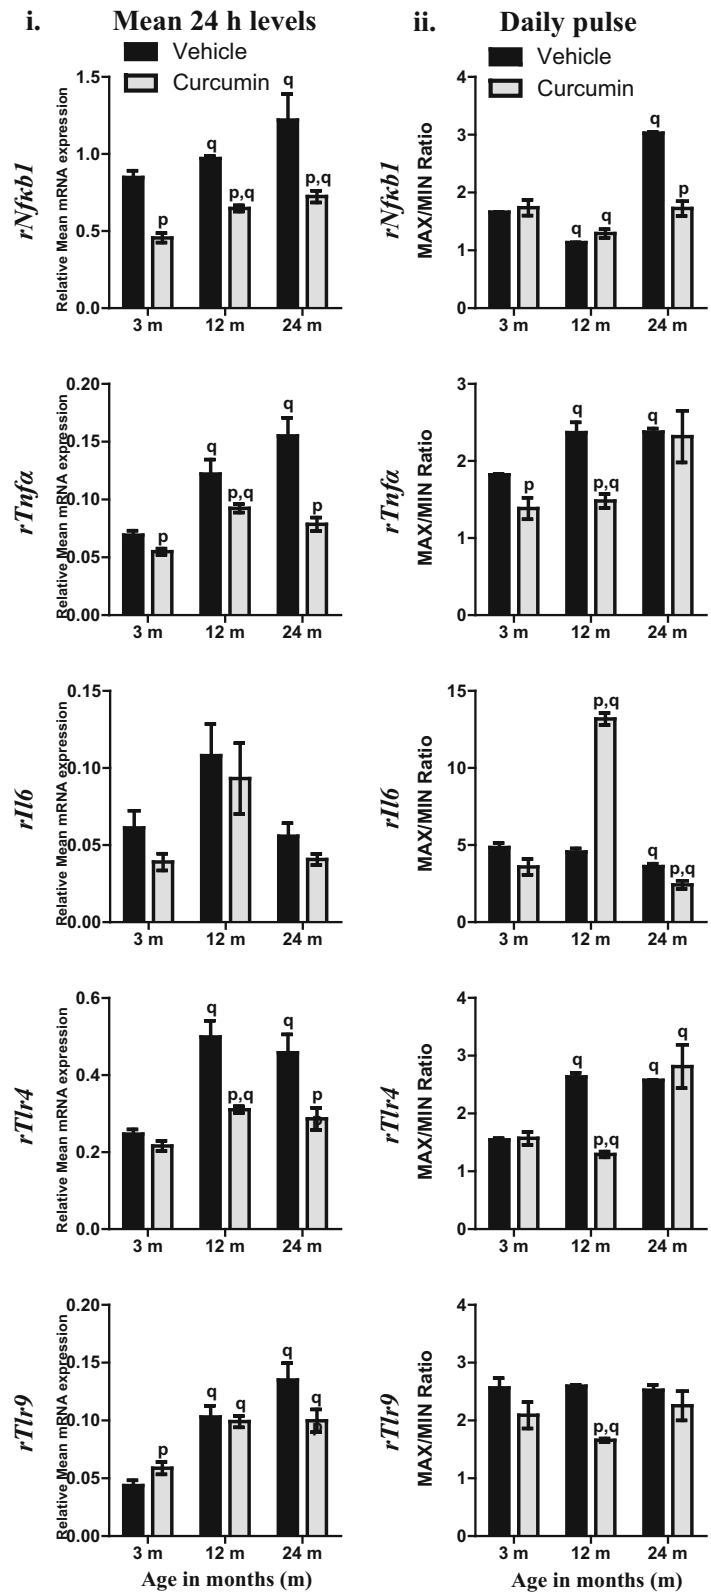 i. Mean 24 h levels
Vehicle
Curcumin
rNfκb1
Relative Mean mRNA expression
1.5
1.0
0.5
0.0
p
q
p,q
q
p,q
3 m 12 m 24 m
ii. Daily pulse
Vehicle
Curcumin
MAX/MIN Ratio
rNfκb1
4
3
2
1
0
q
q
q
p
3 m 12 m 24 m
rTnfα
Relative Mean mRNA expression
0.20
0.15
0.10
0.05
0.00
p
q
p,q
q
p
3 m 12 m 24 m
rTnfα
MAX/MIN Ratio
3
2
1
0
p
q
p,q
q
3 m 12 m 24 m
rIl6
Relative Mean mRNA expression
0.15
0.10
0.05
0.00
3 m 12 m 24 m
rIl6
MAX/MIN Ratio
15
10
5
0
p,q
q
p,q
3 m 12 m 24 m
rTlr4
Relative Mean mRNA expression
0.6
0.4
0.2
0.0
q
p,q
q
p
p
3 m 12 m 24 m
rTlr4
MAX/MIN Ratio
4
3
2
1
0
q
p,q
q
q
3 m 12 m 24 m
rTlr9
Relative Mean mRNA expression
0.20
0.15
0.10
0.05
0.00
p
q
q
q
q
p
3 m 12 m 24 m
Age in months (m)
rTlr9
MAX/MIN Ratio
4
3
2
1
0
p,q
3 m 12 m 24 m
Age in months (m)